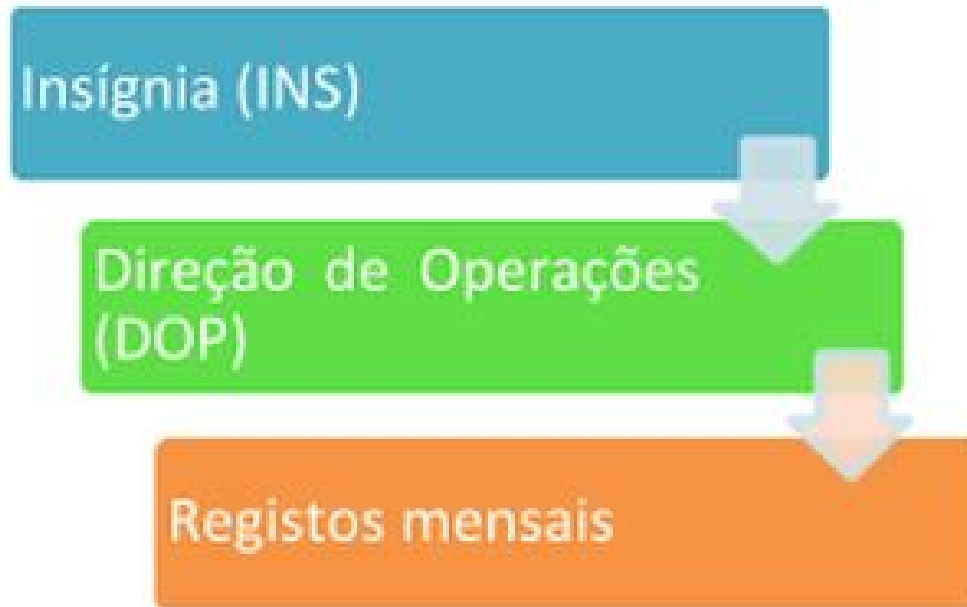 Insígnia (INS)
Direção de Operações
(DOP)
Registos mensais